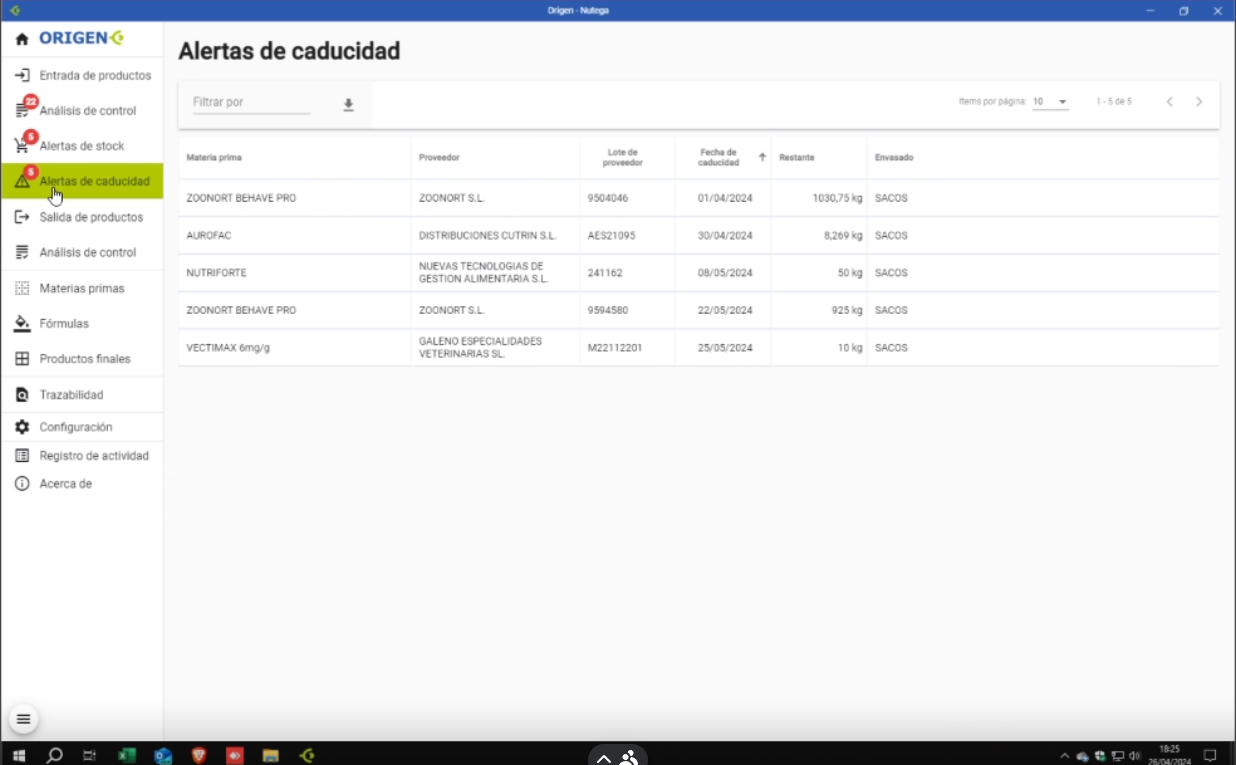 Origen - Nutega
ORIGEN
Entrada de productos
22
Análisis de control
5
Alertas de stock
5
Alertas de caducidad
Salida de productos
Análisis de control
Materias primas
Fórmulas
Productos finales
Trazabilidad
Configuración
Registro de actividad
Acerca de
Alertas de caducidad
Filtrar por
Items por página: 10 1 - 5 de 5
Materia prima Proveedor Lote de proveedor Fecha de caducidad Restante Envasado
ZOONORT BEHAVE PRO ZOONORT S.L. 9504046 01/04/2024 1030,75 kg SACOS
AUROFAC DISTRIBUCIONES CUTRIN S.L. AES21095 30/04/2024 8,269 kg SACOS
NUTRIFORTE NUEVAS TECNOLOGIAS DE GESTION ALIMENTARIA S.L. 241162 08/05/2024 50 kg SACOS
ZOONORT BEHAVE PRO ZOONORT S.L. 9594580 22/05/2024 925 kg SACOS
VECTIMAX 6mg/g GALENO ESPECIALIDADES VETERINARIAS SL. M22112201 25/05/2024 10 kg SACOS
18:25
26/04/2024